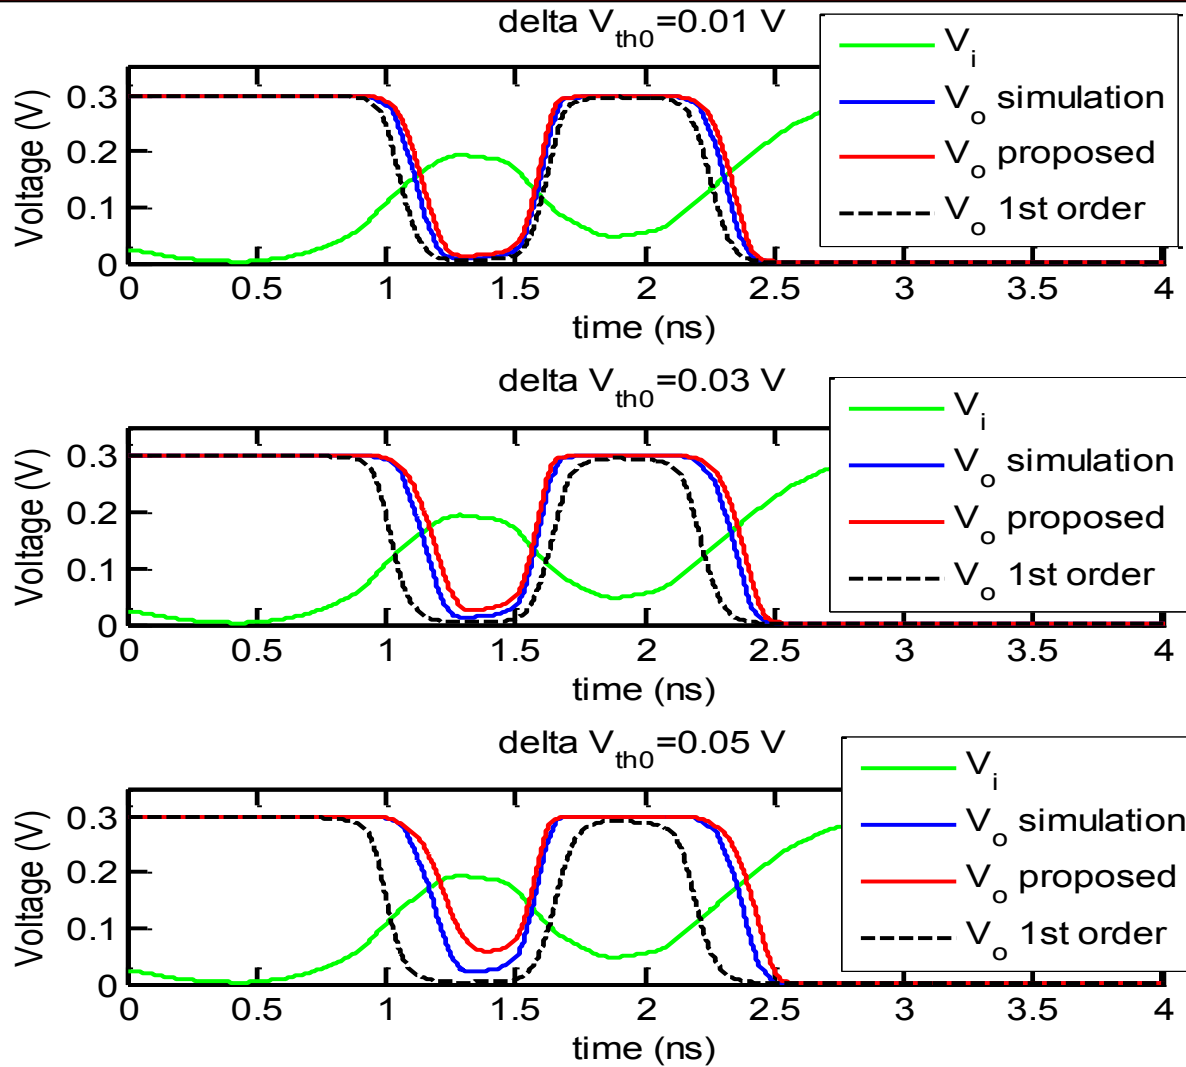 delta Vth0=0.01 V
Vi
Vo simulation
Vo proposed
Vo 1st order
Voltage (V)
0.3
0.2
0.1
0
0 0.5 1 1.5 2 2.5 3 3.5 4
time (ns)
delta Vth0=0.03 V
Vi
Vo simulation
Vo proposed
Vo 1st order
Voltage (V)
0.3
0.2
0.1
0
0 0.5 1 1.5 2 2.5 3 3.5 4
time (ns)
delta Vth0=0.05 V
Vi
Vo simulation
Vo proposed
Vo 1st order
Voltage (V)
0.3
0.2
0.1
0
0 0.5 1 1.5 2 2.5 3 3.5 4
time (ns)